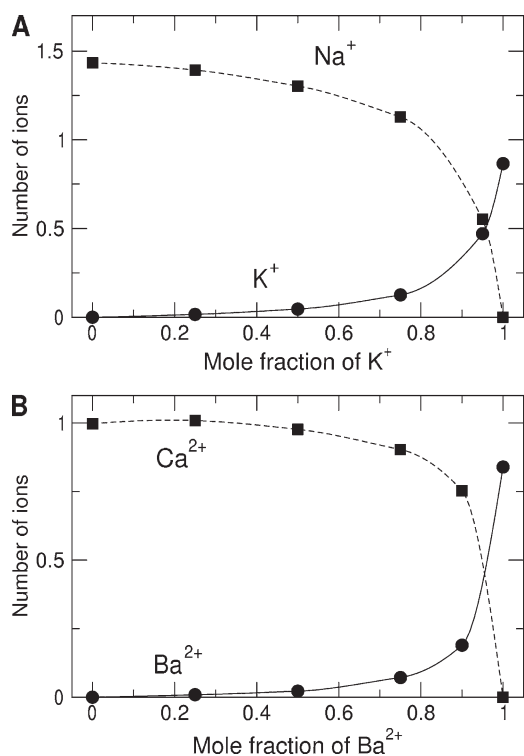 A
1.5
Na⁺
1
Number of ions
0.5
K⁺
0
0 0.2 0.4 0.6 0.8 1
Mole fraction of K⁺
B
1
Ca²⁺
Number of ions
0.5
Ba²⁺
0
0 0.2 0.4 0.6 0.8 1
Mole fraction of Ba²⁺